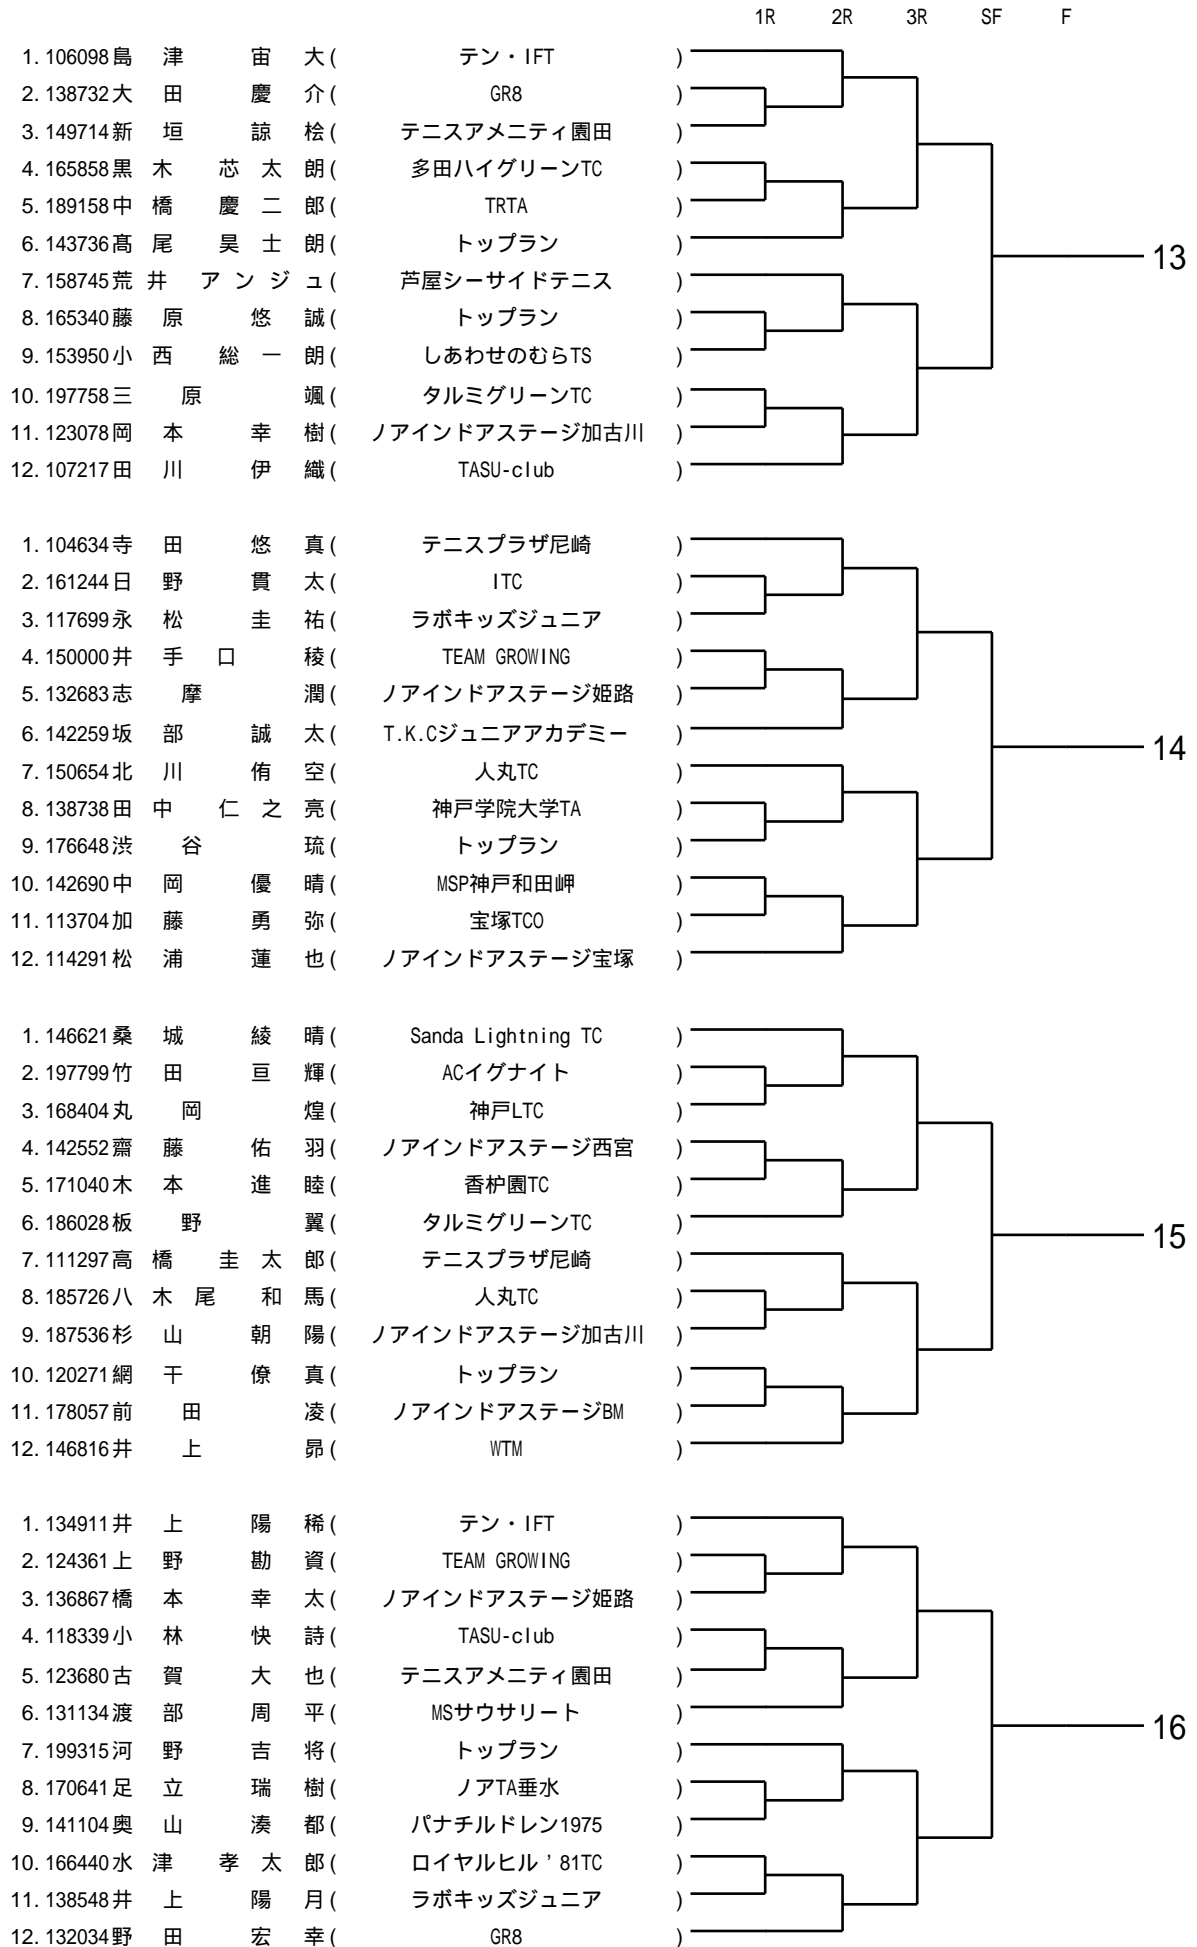 1R 2R 3R SF F
1. 106098 島 津 宙 大 ( テン・IFT )
2. 138732 大 田 慶 介 ( GR8 )
3. 149714 新 垣 諒 桧 ( テニスアメニティ園田 )
4. 165858 黒 木 芯 太 朗 ( 多田ハイグリーンTC )
5. 189158 中 橋 慶 二 郎 ( TRTA )
6. 143736 髙 尾 昊 士 朗 ( トップラン )
7. 158745 荒 井 ア ン ジ ュ ( 芦屋シーサイドテニス )
8. 165340 藤 原 悠 誠 ( トップラン )
9. 153950 小 西 総 一 朗 ( しあわせのむらTS )
10. 197758 三 原 颯 ( タルミグリーンTC )
11. 123078 岡 本 幸 樹 ( ノアインドアステージ加古川 )
12. 107217 田 川 伊 織 ( TASU-club )
13
1. 104634 寺 田 悠 真 ( テニスプラザ尼崎 )
2. 161244 日 野 貫 太 ( ITC )
3. 117699 永 松 圭 祐 ( ラボキッズジュニア )
4. 150000 井 手 口 稜 ( TEAM GROWING )
5. 132683 志 摩 潤 ( ノアインドアステージ姫路 )
6. 142259 坂 部 誠 太 ( T.K.Cジュニアアカデミー )
7. 150654 北 川 侑 空 ( 人丸TC )
8. 138738 田 中 仁 之 亮 ( 神戸学院大学TA )
9. 176648 渋 谷 琉 ( トップラン )
10. 142690 中 岡 優 晴 ( MSP神戸和田岬 )
11. 113704 加 藤 勇 弥 ( 宝塚TCO )
12. 114291 松 浦 蓮 也 ( ノアインドアステージ宝塚 )
14
1. 146621 桑 城 綾 晴 ( Sanda Lightning TC )
2. 197799 竹 田 亘 輝 ( ACイグナイト )
3. 168404 丸 岡 煌 ( 神戸LTC )
4. 142552 齋 藤 佑 羽 ( ノアインドアステージ西宮 )
5. 171040 木 本 進 睦 ( 香枦園TC )
6. 186028 板 野 翼 ( タルミグリーンTC )
7. 111297 高 橋 圭 太 郎 ( テニスプラザ尼崎 )
8. 185726 八 木 尾 和 馬 ( 人丸TC )
9. 187536 杉 山 朝 陽 ( ノアインドアステージ加古川 )
10. 120271 網 干 僚 真 ( トップラン )
11. 178057 前 田 凌 ( ノアインドアステージBM )
12. 146816 井 上 昴 ( WTM )
15
1. 134911 井 上 陽 稀 ( テン・IFT )
2. 124361 上 野 勘 資 ( TEAM GROWING )
3. 136867 橋 本 幸 太 ( ノアインドアステージ姫路 )
4. 118339 小 林 快 詩 ( TASU-club )
5. 123680 古 賀 大 也 ( テニスアメニティ園田 )
6. 131134 渡 部 周 平 ( MSサウサリート )
7. 199315 河 野 吉 将 ( トップラン )
8. 170641 足 立 瑞 樹 ( ノアTA垂水 )
9. 141104 奥 山 湊 都 ( パナチルドレン1975 )
10. 166440 水 津 孝 太 郎 ( ロイヤルヒル'81TC )
11. 138548 井 上 陽 月 ( ラボキッズジュニア )
12. 132034 野 田 宏 幸 ( GR8 )
16